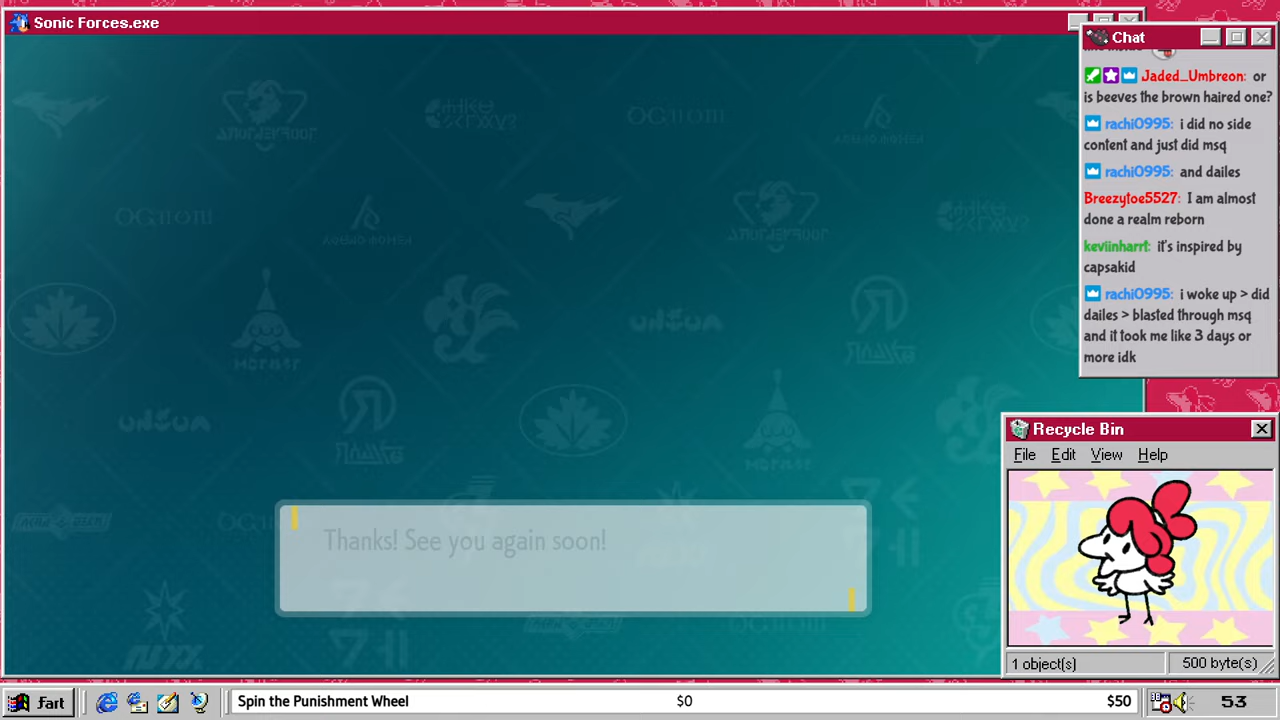 Sonic Forces.exe
Thanks! See you again soon!
Chat
Jaded_Umbreon: or
is beeves the brown haired one?
rachi0995: i did no side
content and just did msq
rachi0995: and dailes
Breezytoe5527: I am almost
done a realm reborn
keviinharrt: it's inspired by
capsakid
rachi0995: i woke up > did
dailes > blasted through msq
and it took me like 3 days or
more idk
Recycle Bin
File Edit View Help
1 object(s) 500 byte(s)
fart
Spin the Punishment Wheel $0 $50
53